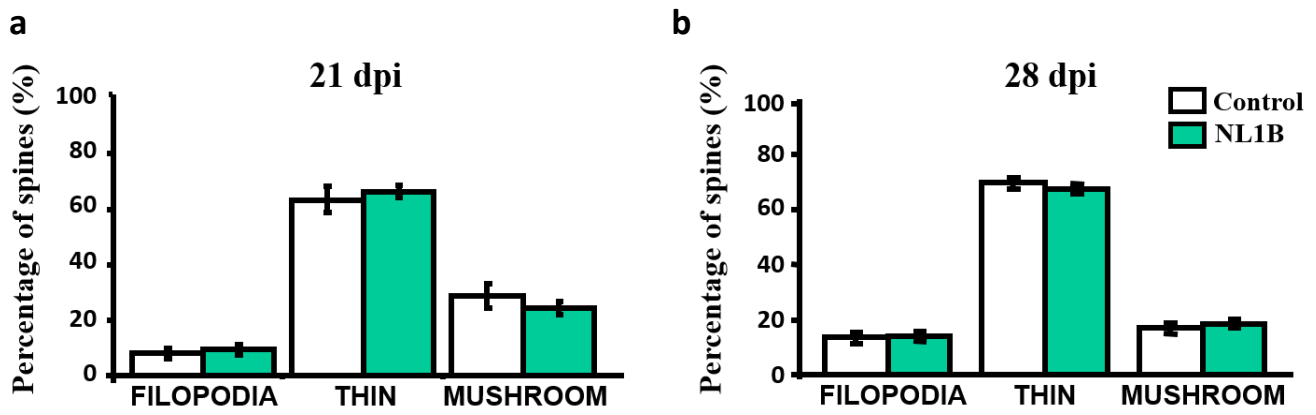 a
21 dpi
Percentage of spines (%)
100
80
60
40
20
0
FILOPODIA THIN MUSHROOM
b
28 dpi
Control
NL1B
Percentage of spines (%)
100
80
60
40
20
0
FILOPODIA THIN MUSHROOM